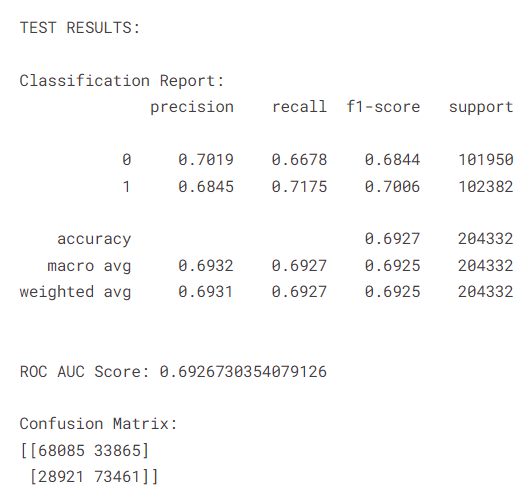 TEST RESULTS:
Classification Report:
precision recall f1-score support
0 0.7019 0.6678 0.6844 101950
1 0.6845 0.7175 0.7006 102382
accuracy 0.6927 204332
macro avg 0.6932 0.6927 0.6925 204332
weighted avg 0.6931 0.6927 0.6925 204332
ROC AUC Score: 0.6926730354079126
Confusion Matrix:
[[68085 33865]
[28921 73461]]